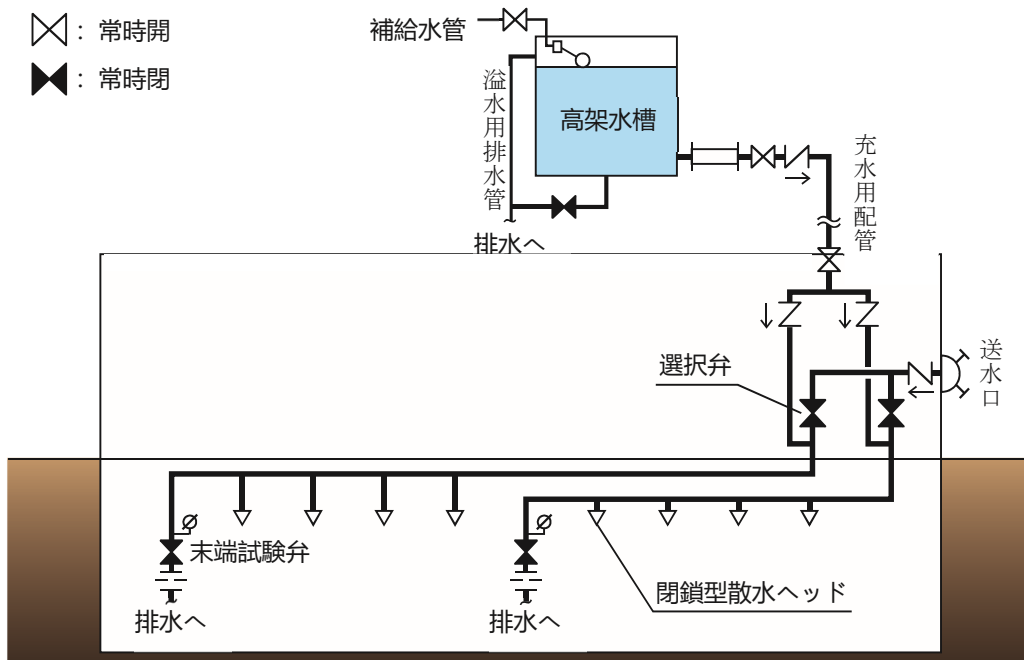 ：常時開
：常時閉
補給水管
溢水用排水管
高架水槽
充水用配管
排水へ
選択弁
送水口
末端試験弁
閉鎖型散水ヘッド
排水へ
排水へ